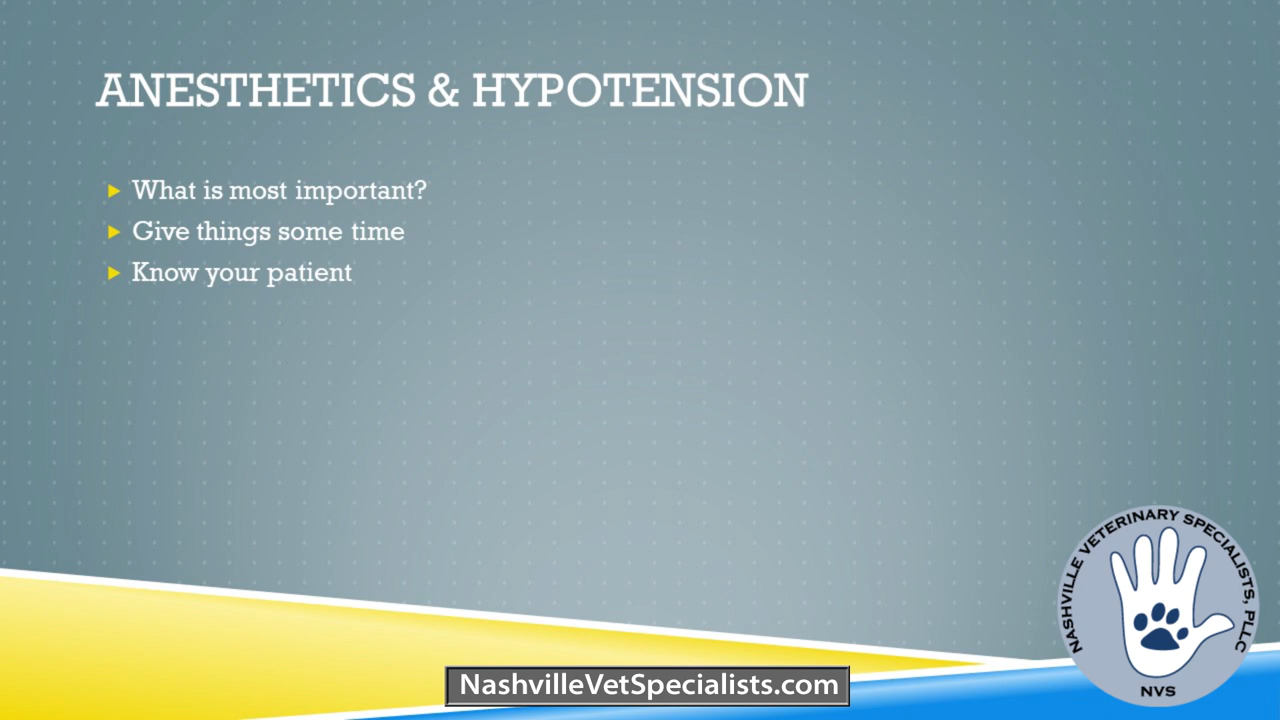 ANESTHETICS & HYPOTENSION
What is most important?
Give things some time
Know your patient
NASHVILLE VETERINARY SPECIALISTS, PLLC
NVS
NashvilleVetSpecialists.com